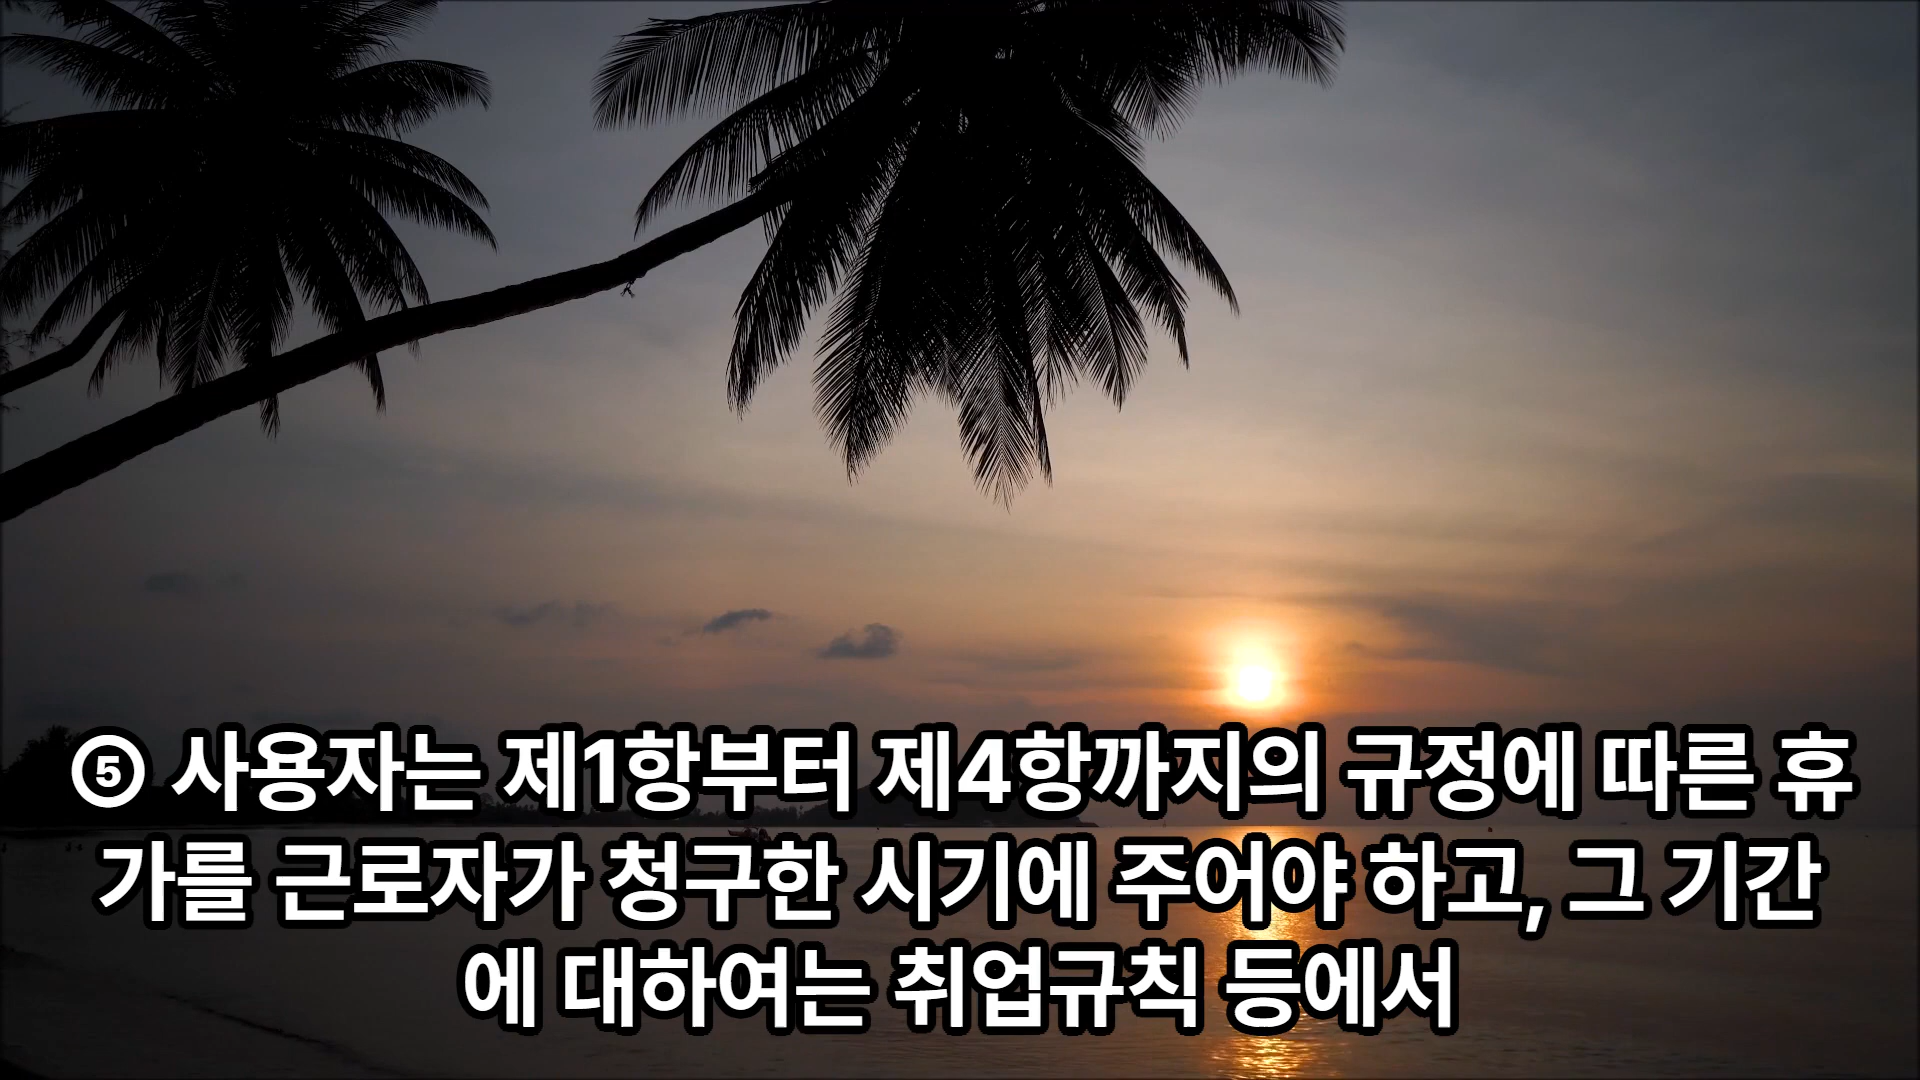 ⑤ 사용자는 제1항부터 제4항까지의 규정에 따른 휴
가를 근로자가 청구한 시기에 주어야 하고, 그 기간
에 대하여는 취업규칙 등에서